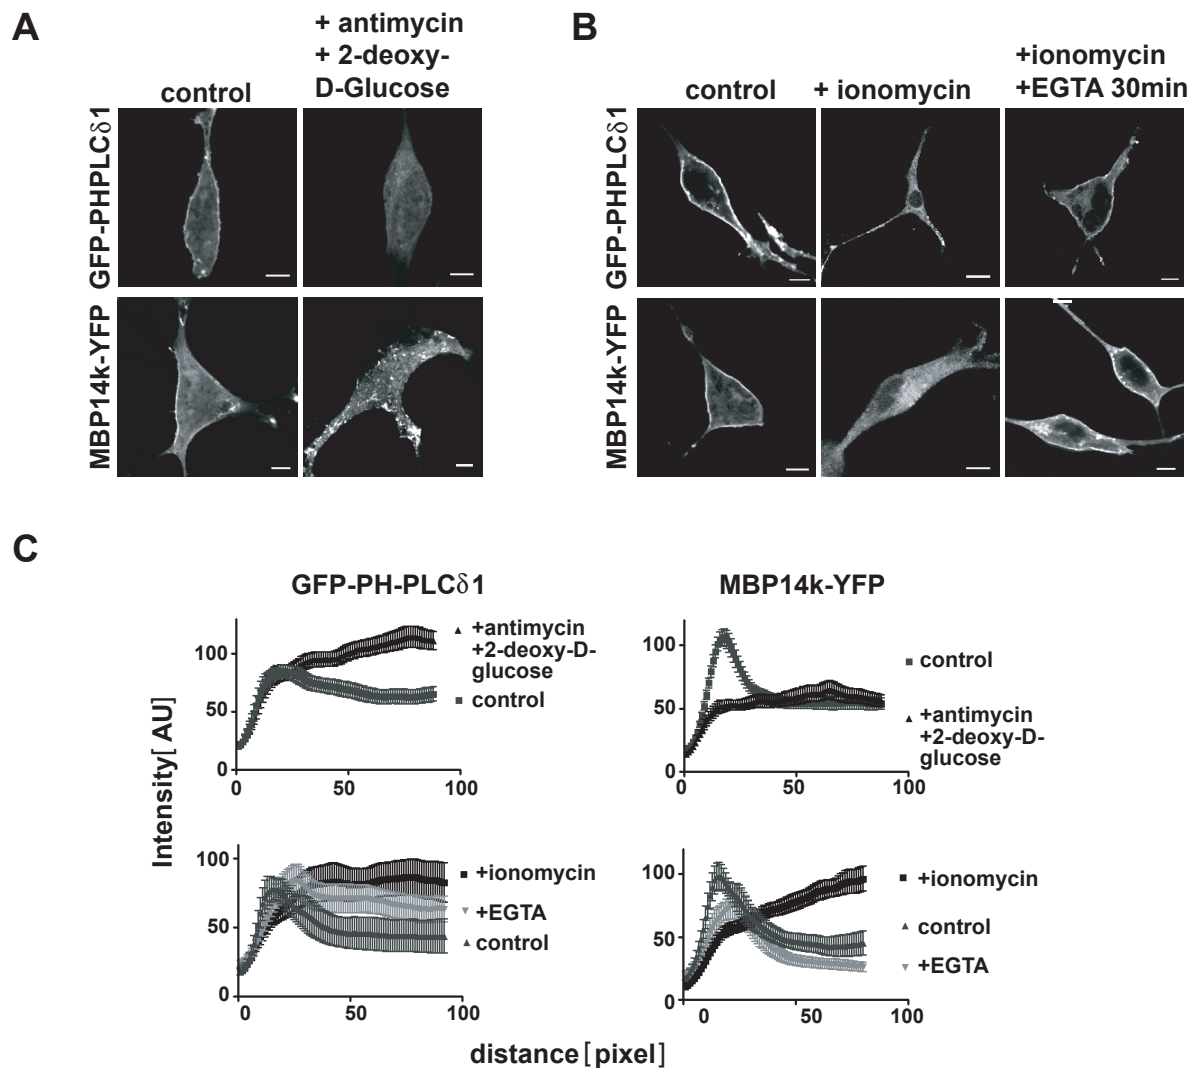 A
control
+ antimycin
+ 2-deoxy-
D-Glucose
GFP-PHPLCδ1
MBP14k-YFP
B
control
+ ionomycin
+ionomycin
+EGTA 30min
GFP-PHPLCδ1
MBP14k-YFP
C
GFP-PH-PLCδ1
MBP14k-YFP
Intensity[AU]
100
50
0
0
50
100
+antimycin
+2-deoxy-D-
glucose
control
100
50
0
0
50
100
control
+antimycin
+2-deoxy-D-
glucose
100
50
0
0
50
100
+ionomycin
+EGTA
control
100
50
0
0
50
100
+ionomycin
control
+EGTA
distance[pixel]